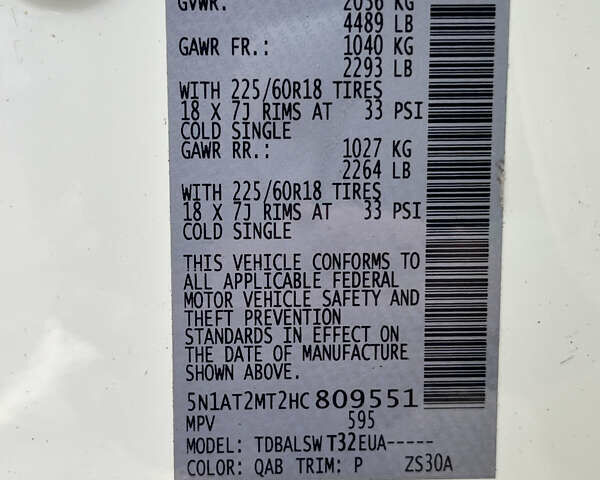 GVWR: 2036 KG
4489 LB
GAWR FR.: 1040 KG
2293 LB
WITH 225/60R18 TIRES
18 X 7J RIMS AT 33 PSI
COLD SINGLE
GAWR RR.: 1027 KG
2264 LB
WITH 225/60R18 TIRES
18 X 7J RIMS AT 33 PSI
COLD SINGLE
THIS VEHICLE CONFORMS TO
ALL APPLICABLE FEDERAL
MOTOR VEHICLE SAFETY AND
THEFT PREVENTION
STANDARDS IN EFFECT ON
THE DATE OF MANUFACTURE
SHOWN ABOVE.
5N1AT2MT2HC809551
MPV 595
MODEL: TDBALSWT32EUA-----
COLOR: QAB TRIM: P ZS30A